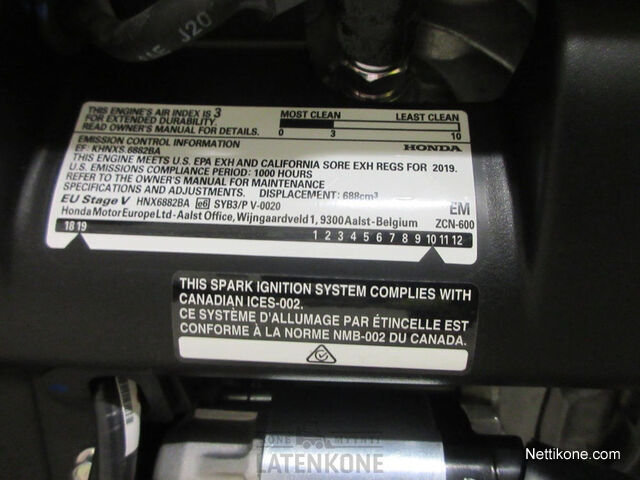 J20
THIS ENGINE'S AIR INDEX IS 3
FOR EXTENDED DURABILITY.
READ OWNER'S MANUAL FOR DETAILS.
MOST CLEAN LEAST CLEAN
0 3 10
EMISSION CONTROL INFORMATION HONDA
EF: KHNXS.6882BA
THIS ENGINE MEETS U.S. EPA EXH AND CALIFORNIA SORE EXH REGS FOR 2019.
U.S. EMISSIONS COMPLIANCE PERIOD: 1000 HOURS
REFER TO THE OWNER'S MANUAL FOR MAINTENANCE
SPECIFICATIONS AND ADJUSTMENTS. DISPLACEMENT: 688cm³
EU Stage V HNX6882BA e6 SYB3/P V-0020 EM
HondaMotorEurope Ltd-Aalst Office, Wijngaardveld 1, 9300 Aalst-Belgium ZCN-600
18 19 1 2 3 4 5 6 7 8 9 10 11 12
THIS SPARK IGNITION SYSTEM COMPLIES WITH
CANADIAN ICES-002.
CE SYSTÈME D'ALLUMAGE PAR ÉTINCELLE EST
CONFORME À LA NORME NMB-002 DU CANADA.
KONE MYYNTI
LATENKONE
Nettikone.com